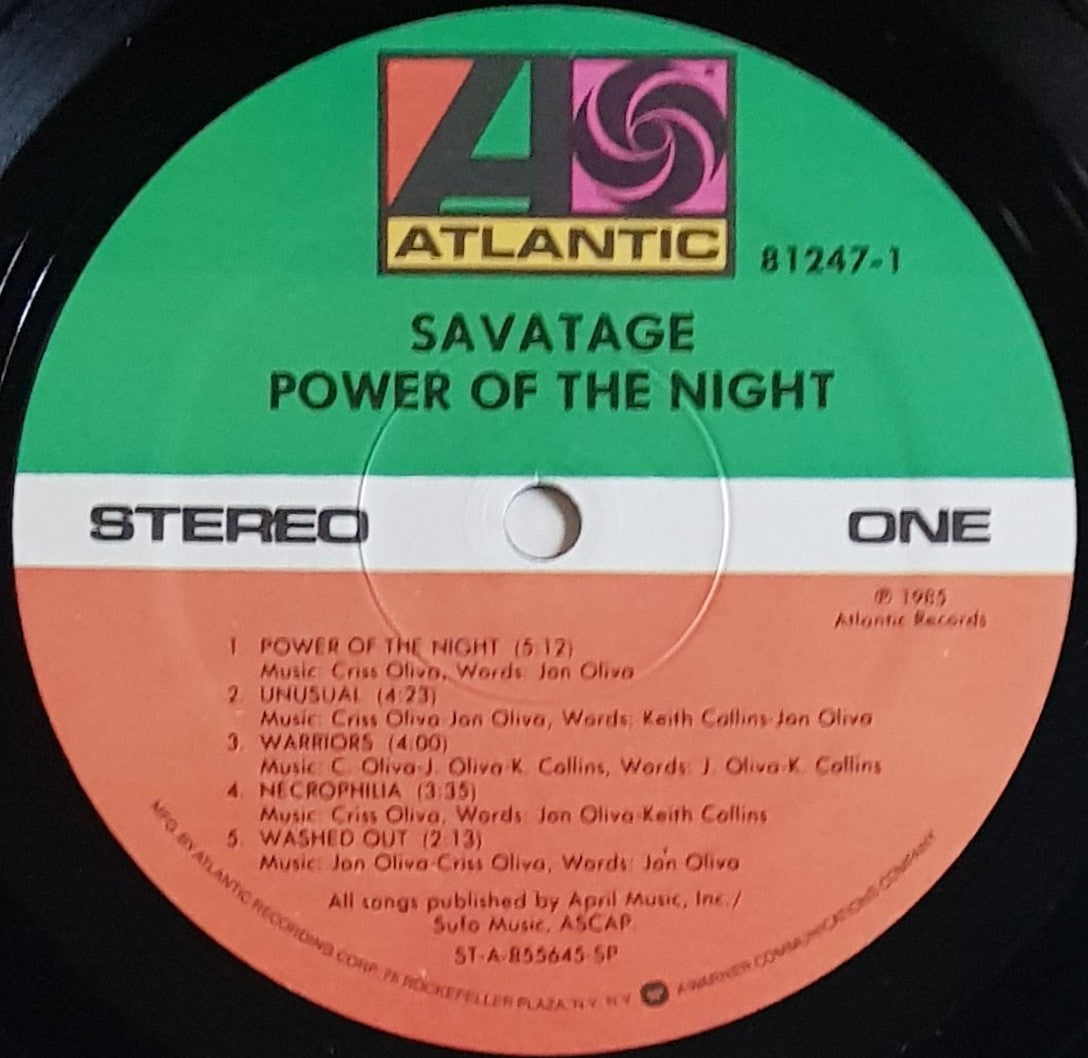 ATLANTIC
81247-1
SAVATAGE
POWER OF THE NIGHT
STEREO
ONE
℗ 1985
Atlantic Records
1 POWER OF THE NIGHT (5:12)
Music: Criss Oliva, Words: Jon Oliva
2. UNUSUAL (4:23)
Music: Criss Oliva-Jon Oliva, Words: Keith Collins-Jon Oliva
3. WARRIORS (4:00)
Music: C. Oliva-J. Oliva-K. Collins, Words: J. Oliva-K. Collins
4. NECROPHILIA (3:35)
Music: Criss Oliva, Words: Jon Oliva-Keith Collins
5. WASHED OUT (2:13)
Music: Jon Oliva-Criss Oliva, Words: Jon Oliva
All songs published by April Music, Inc./
Suto Music, ASCAP.
ST-A-855645-SP
MFG. BY ATLANTIC RECORDING CORP. 75 ROCKEFELLER PLAZA, N.Y., N.Y. A WARNER COMMUNICATIONS COMPANY